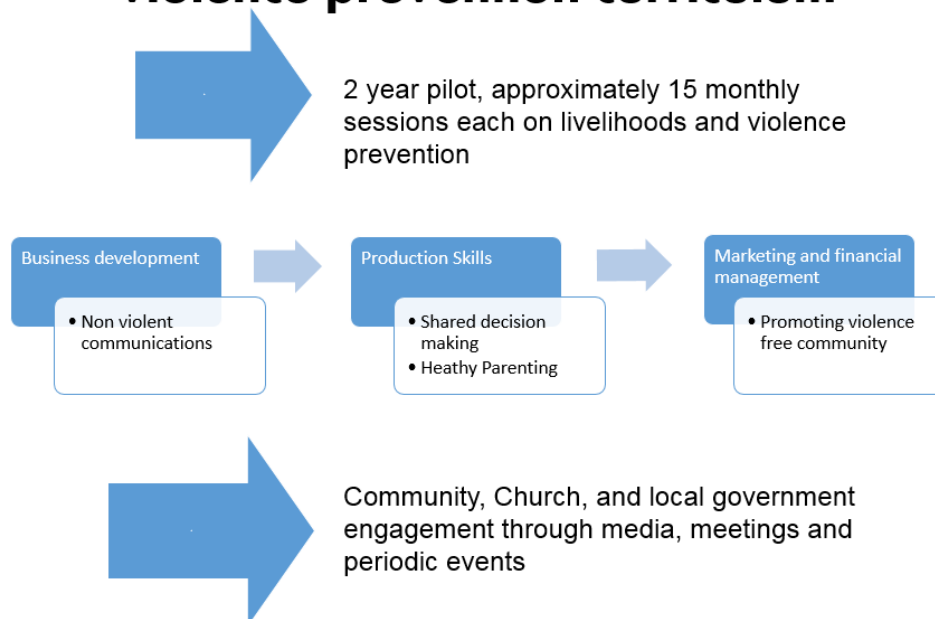 2 year pilot, approximately 15 monthly
sessions each on livelihoods and violence
prevention
Business development
• Non violent
communications
Production Skills
• Shared decision
making
• Heathy Parenting
Marketing and financial
management
• Promoting violence
free community
Community, Church, and local government
engagement through media, meetings and
periodic events